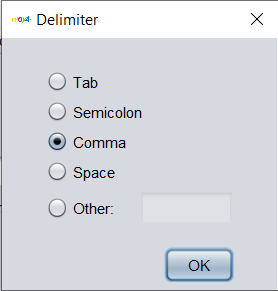 Delimiter
Tab
Semicolon
Comma
Space
Other:
OK